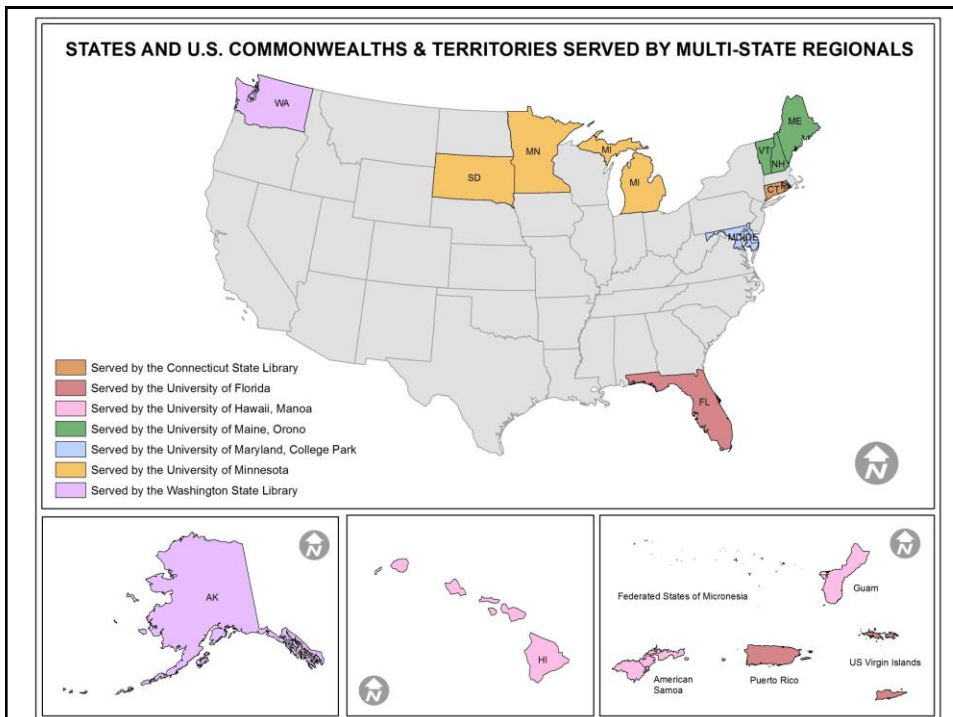 STATES AND U.S. COMMONWEALTHS & TERRITORIES SERVED BY MULTI-STATE REGIONALS
WA
ME
MN
VT
MI
NH
SD
MI
CT
MD
DE
FL
Served by the Connecticut State Library
Served by the University of Florida
Served by the University of Hawaii, Manoa
Served by the University of Maine, Orono
Served by the University of Maryland, College Park
Served by the University of Minnesota
Served by the Washington State Library
N
AK
N
HI
N
N
Federated States of Micronesia
Guam
US Virgin Islands
American
Samoa
Puerto Rico